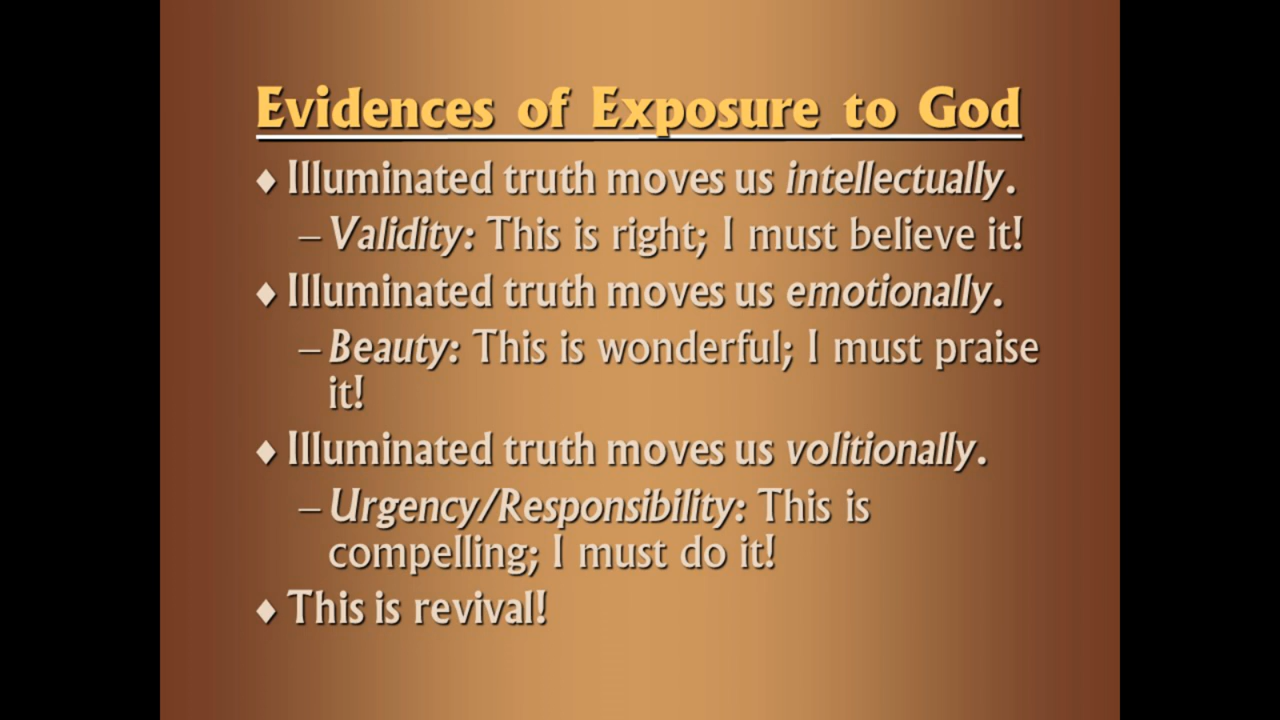 Evidences of Exposure to God
♦ Illuminated truth moves us intellectually.
– Validity: This is right; I must believe it!
♦ Illuminated truth moves us emotionally.
– Beauty: This is wonderful; I must praise
it!
♦ Illuminated truth moves us volitionally.
– Urgency/Responsibility: This is
compelling; I must do it!
♦ This is revival!